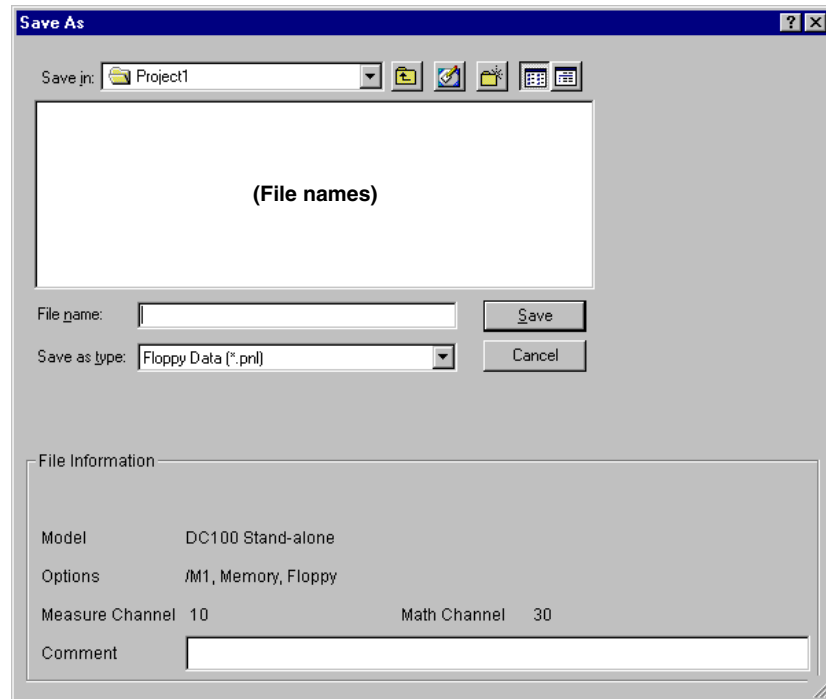 Save As
Save in: Project1
(File names)
File name: Save
Save as type: Floppy Data (*.pnl) Cancel
File Information
Model DC100 Stand-alone
Options /M1, Memory, Floppy
Measure Channel 10 Math Channel 30
Comment